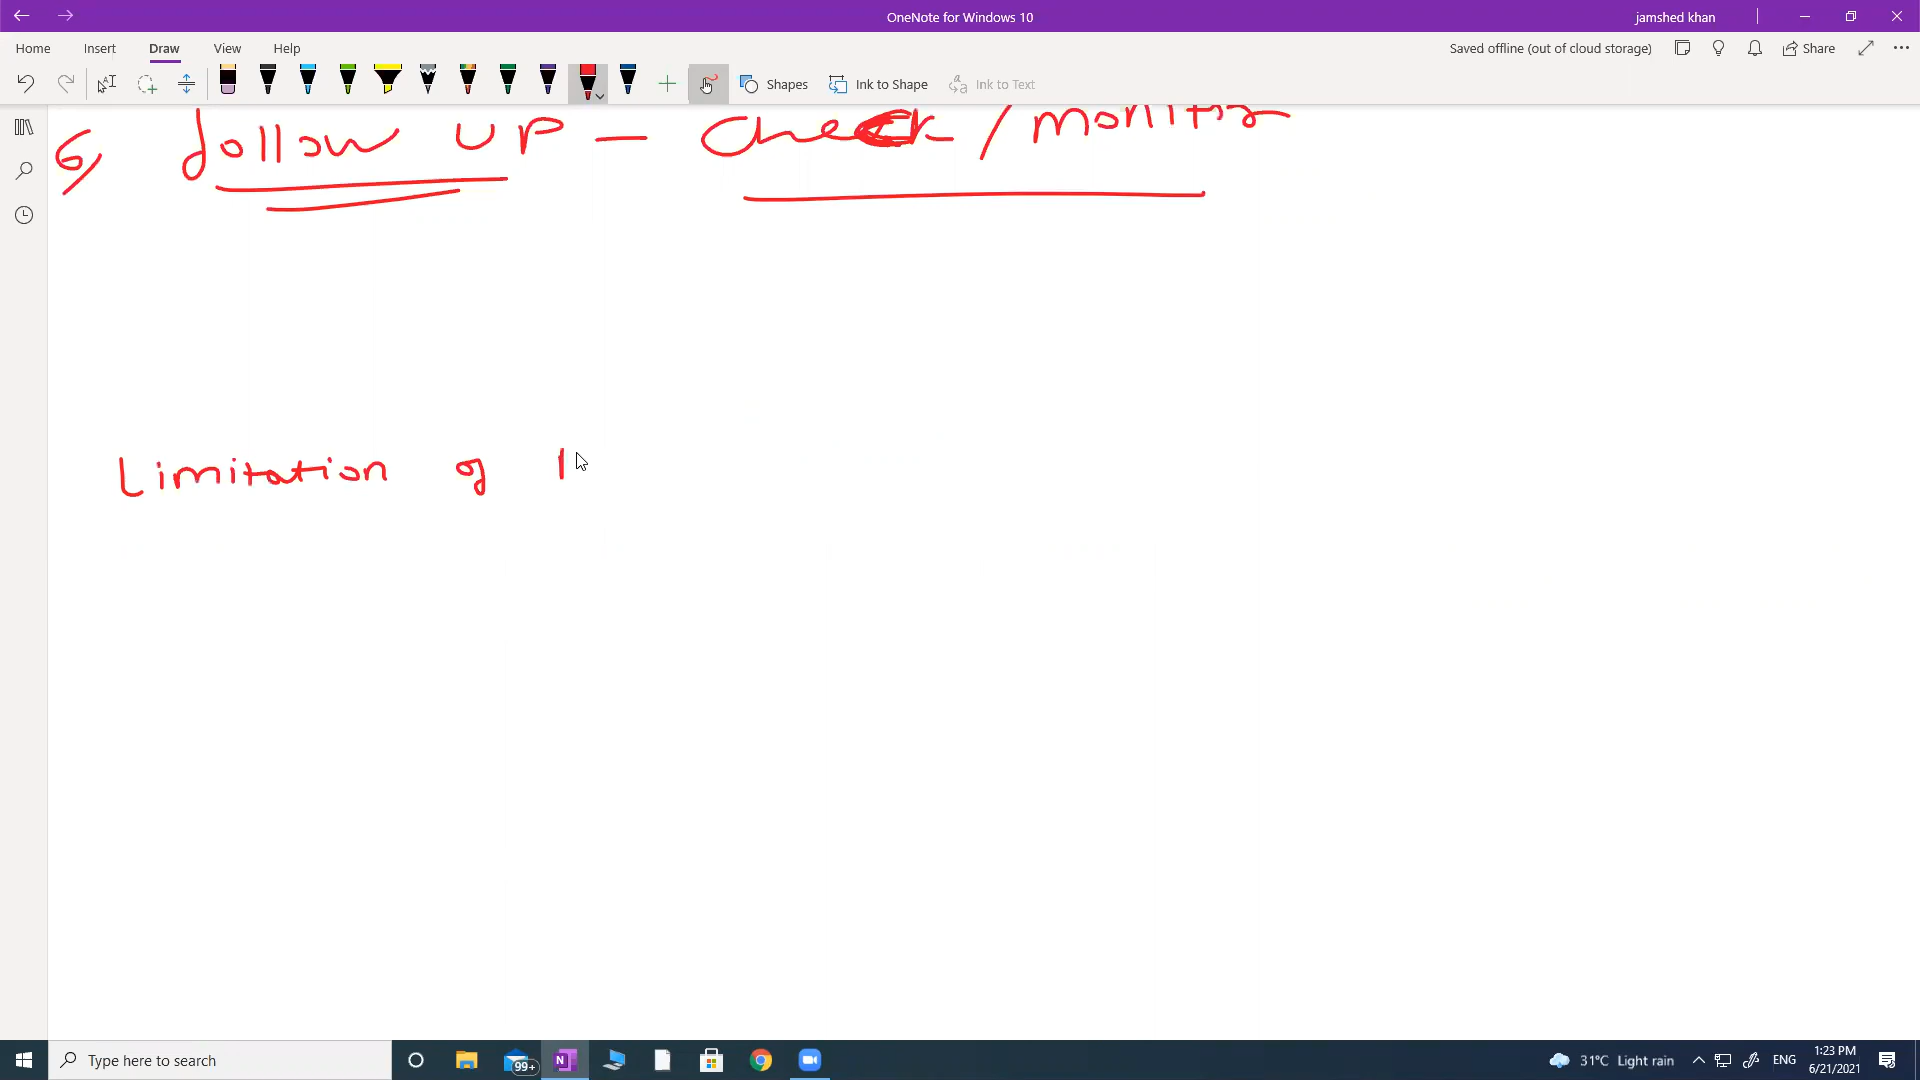 OneNote for Windows 10
jamshed khan
Home Insert Draw View Help
Saved offline (out of cloud storage)
Share
Shapes
Ink to Shape
Ink to Text
6, follow UP – Check / monitor
Limitation of
Type here to search
99+
31°C Light rain
ENG
1:23 PM
6/21/2021